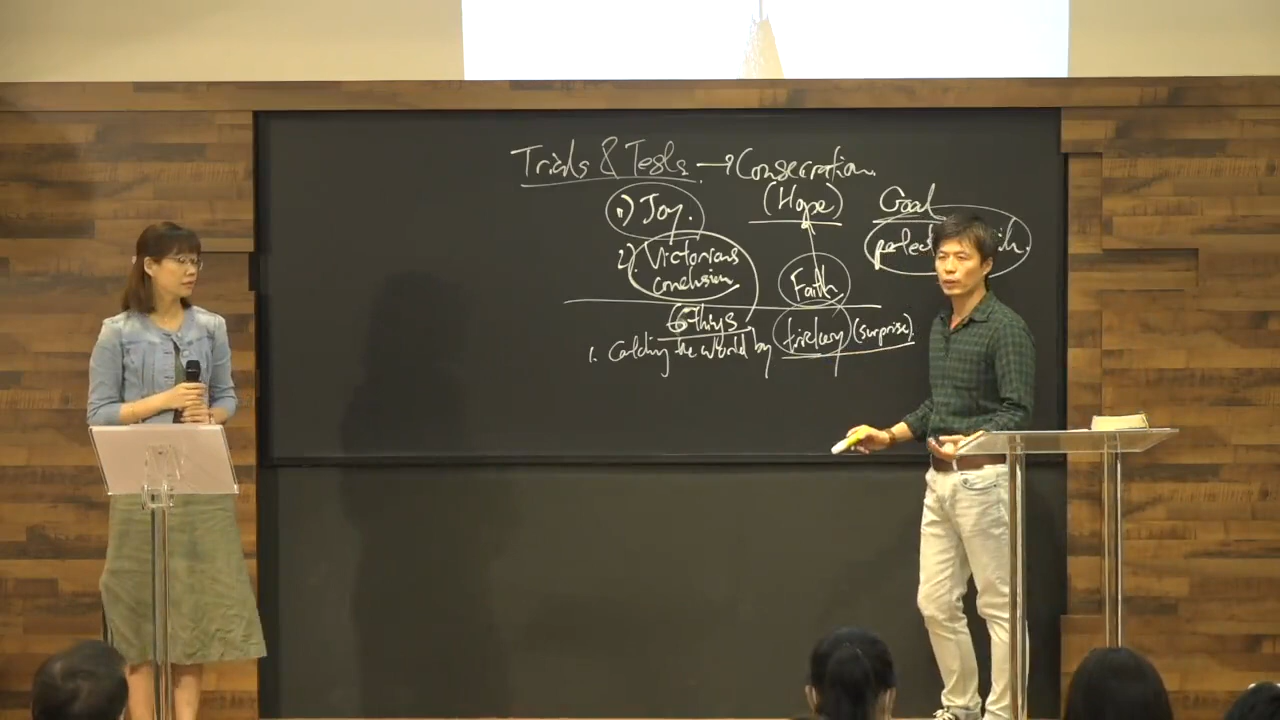 Trials & Tests. → Consecration.
(Hope)
Goal
1) Joy.
2) Victorious conclusion
Faith
6 things.
1. Catching the world by trickery (surprise).